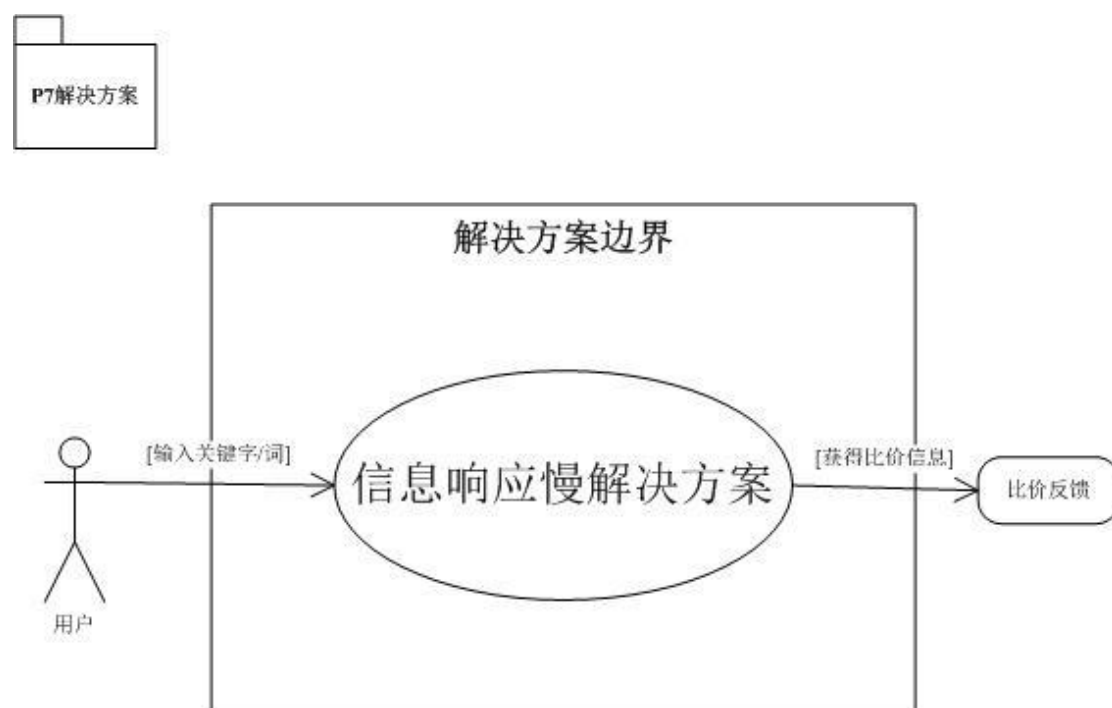 P7解决方案
解决方案边界
[输入关键字/词]
[获得比价信息]
信息响应慢解决方案
比价反馈
用户